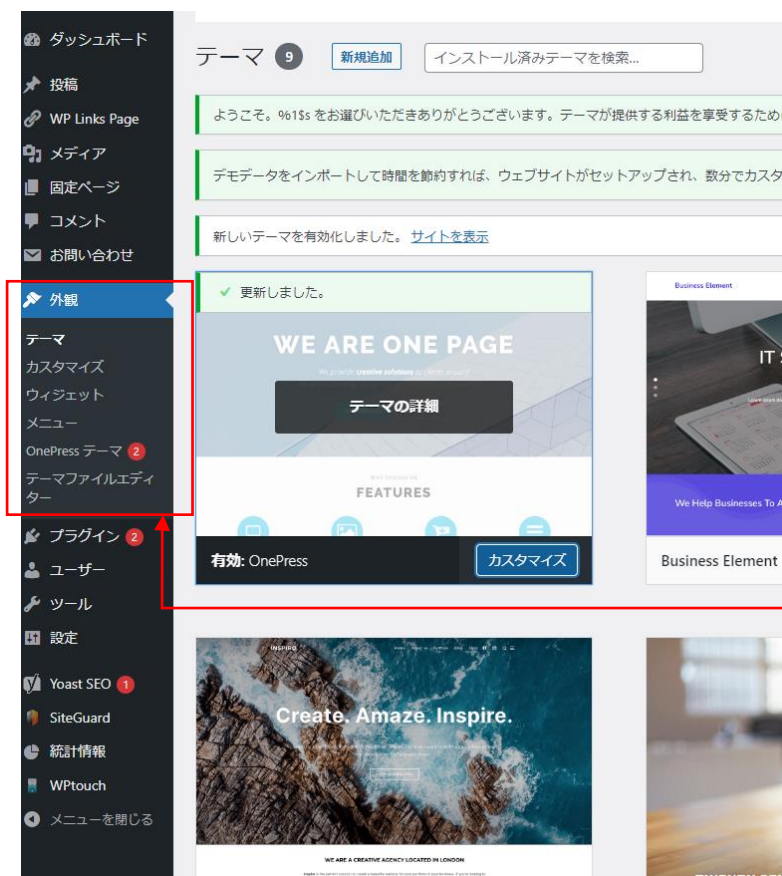 ダッシュボード
投稿
WP Links Page
メディア
固定ページ
コメント
お問い合わせ
外観
テーマ
カスタマイズ
ウィジェット
メニュー
OnePress テーマ 2
テーマファイルエディ
ター
プラグイン 2
ユーザー
ツール
設定
Yoast SEO 1
SiteGuard
統計情報
WPtouch
メニューを閉じる
テーマ 9 新規追加 インストール済みテーマを検索...
ようこそ。%1$s をお選びいただきありがとうございます。テーマが提供する利益を享受するため
デモデータをインポートして時間を節約すれば、ウェブサイトがセットアップされ、数分でカスタ
新しいテーマを有効化しました。 サイトを表示
更新しました。
WE ARE ONE PAGE
テーマの詳細
FEATURES
有効: OnePress カスタマイズ
Business Element
IT
We Help Businesses To A
Business Element
INSPIRO
Create. Amaze. Inspire.
WE ARE A CREATIVE AGENCY LOCATED IN LONDON